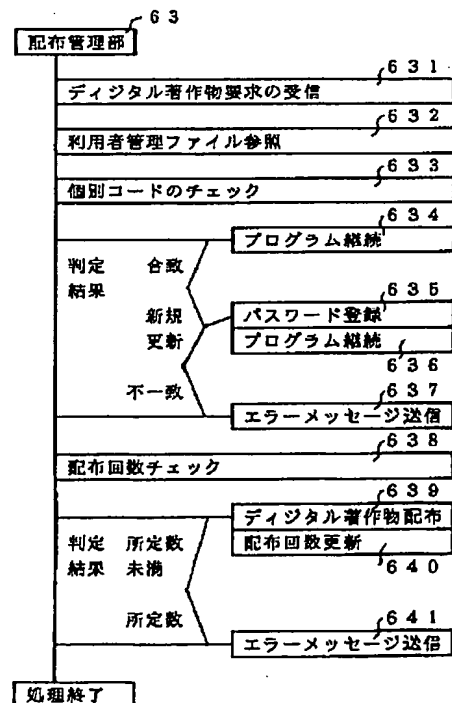 63
配布管理部
631
ディジタル著作物要求の受信
632
利用者管理ファイル参照
633
個別コードのチェック
634
プログラム継続
判定 合致
結果
635
新規 パスワード登録
更新 プログラム継続
636
637
不一致 エラーメッセージ送信
638
配布回数チェック
639
ディジタル著作物配布
判定 所定数 配布回数更新
結果 未満
640
所定数
641
エラーメッセージ送信
処理終了